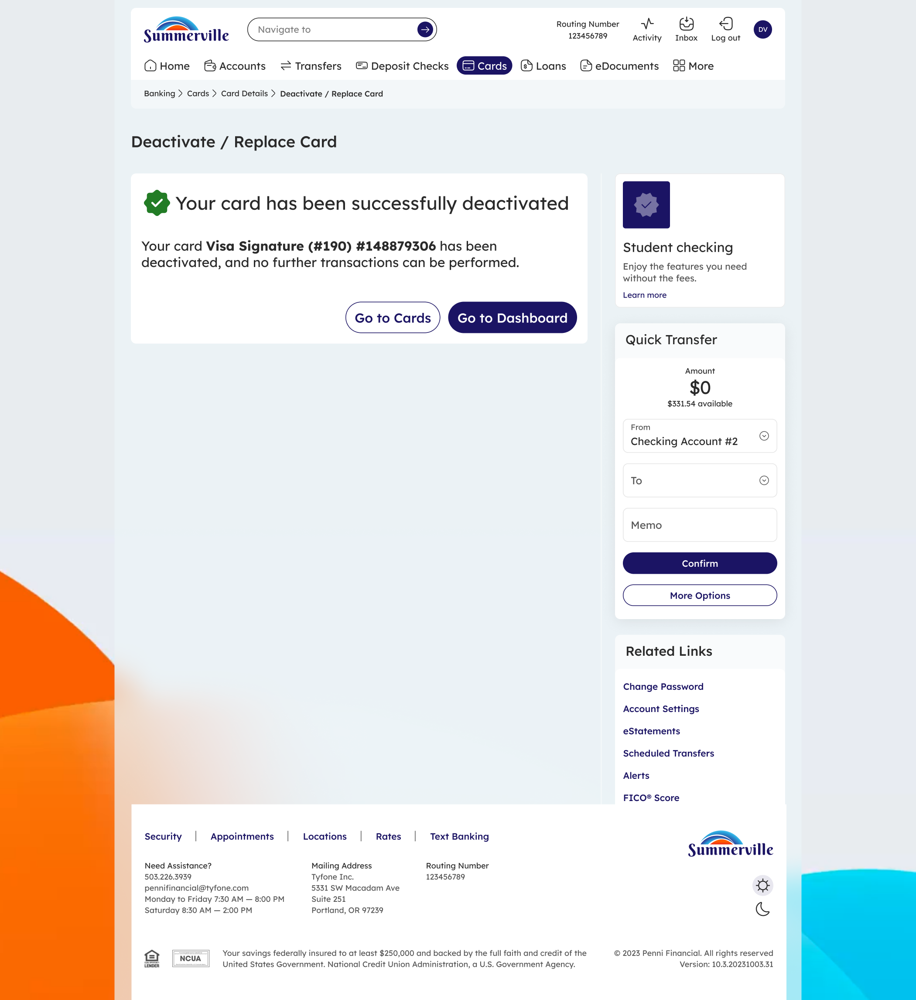 Summerville
Navigate to
Routing Number
123456789
Activity
Inbox
Log out
DV
Home
Accounts
Transfers
Deposit Checks
Cards
Loans
eDocuments
More
Banking
Cards
Card Details
Deactivate / Replace Card
Deactivate / Replace Card
Your card has been successfully deactivated
Your card Visa Signature (#190) #148879306 has been
deactivated, and no further transactions can be performed.
Go to Cards
Go to Dashboard
Student checking
Enjoy the features you need
without the fees.
Learn more
Quick Transfer
Amount
$0
$331.54 available
From
Checking Account #2
To
Memo
Confirm
More Options
Related Links
Change Password
Account Settings
eStatements
Scheduled Transfers
Alerts
FICO® Score
Security
Appointments
Locations
Rates
Text Banking
Summerville
Need Assistance?
503.226.3939
pennifinancial@tyfone.com
Monday to Friday 7:30 AM — 8:00 PM
Saturday 8:30 AM — 2:00 PM
Mailing Address
Tyfone Inc.
5331 SW Macadam Ave
Suite 251
Portland, OR 97239
Routing Number
123456789
EQUAL OPPORTUNITY
LENDER
NCUA
Your savings federally insured to at least $250,000 and backed by the full faith and credit of the
United States Government. National Credit Union Administration, a U.S. Government Agency.
© 2023 Penni Financial. All rights reserved
Version: 10.3.20231003.31